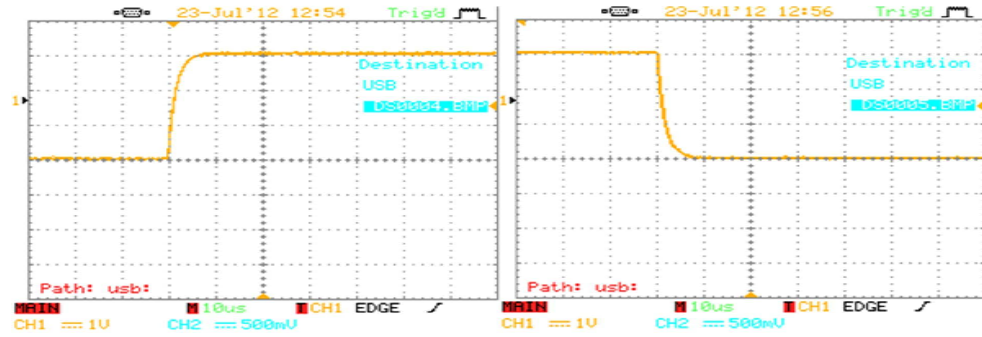 23-Jul'12 12:54 Trig'd
Destination
USB
1
DS0004.BMP
Path: usb:
MAIN M 10us T CH1 EDGE
CH1 1V CH2 500mV
23-Jul'12 12:56 Trig'd
Destination
USB
1
DS0005.BMP
Path: usb:
MAIN M 10us T CH1 EDGE
CH1 1V CH2 500mV